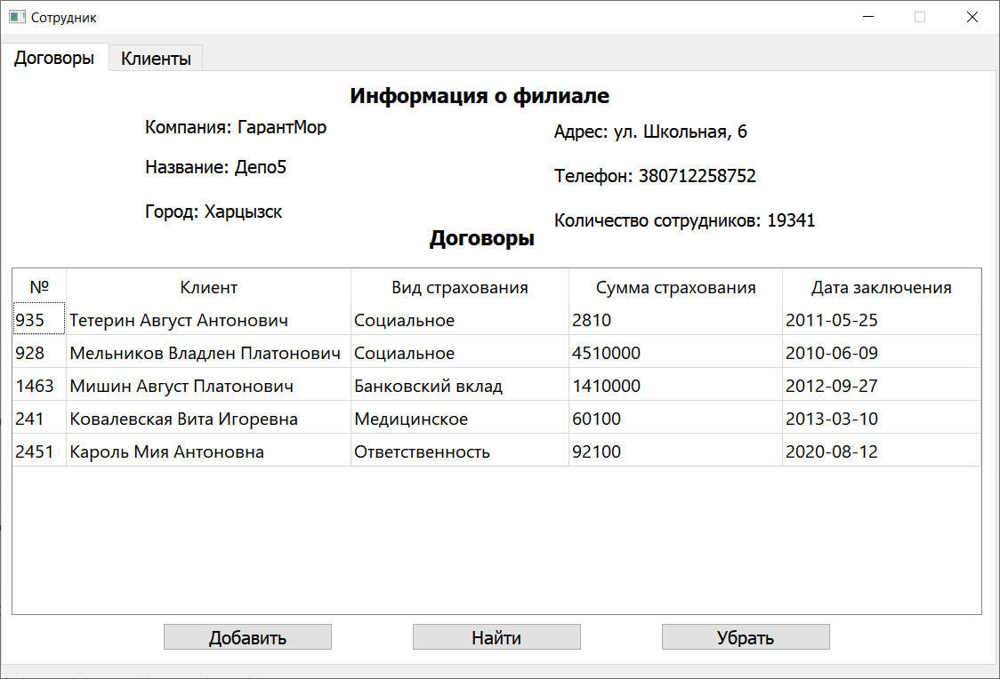 Сотрудник
Договоры Клиенты
Информация о филиале
Компания: ГарантМор
Адрес: ул. Школьная, 6
Название: Депо5
Телефон: 380712258752
Город: Харцызск
Количество сотрудников: 19341
Договоры
№ Клиент Вид страхования Сумма страхования Дата заключения
935 Тетерин Август Антонович Социальное 2810 2011-05-25
928 Мельников Владлен Платонович Социальное 4510000 2010-06-09
1463 Мишин Август Платонович Банковский вклад 1410000 2012-09-27
241 Ковалевская Вита Игоревна Медицинское 60100 2013-03-10
2451 Кароль Мия Антоновна Ответственность 92100 2020-08-12
Добавить Найти Убрать